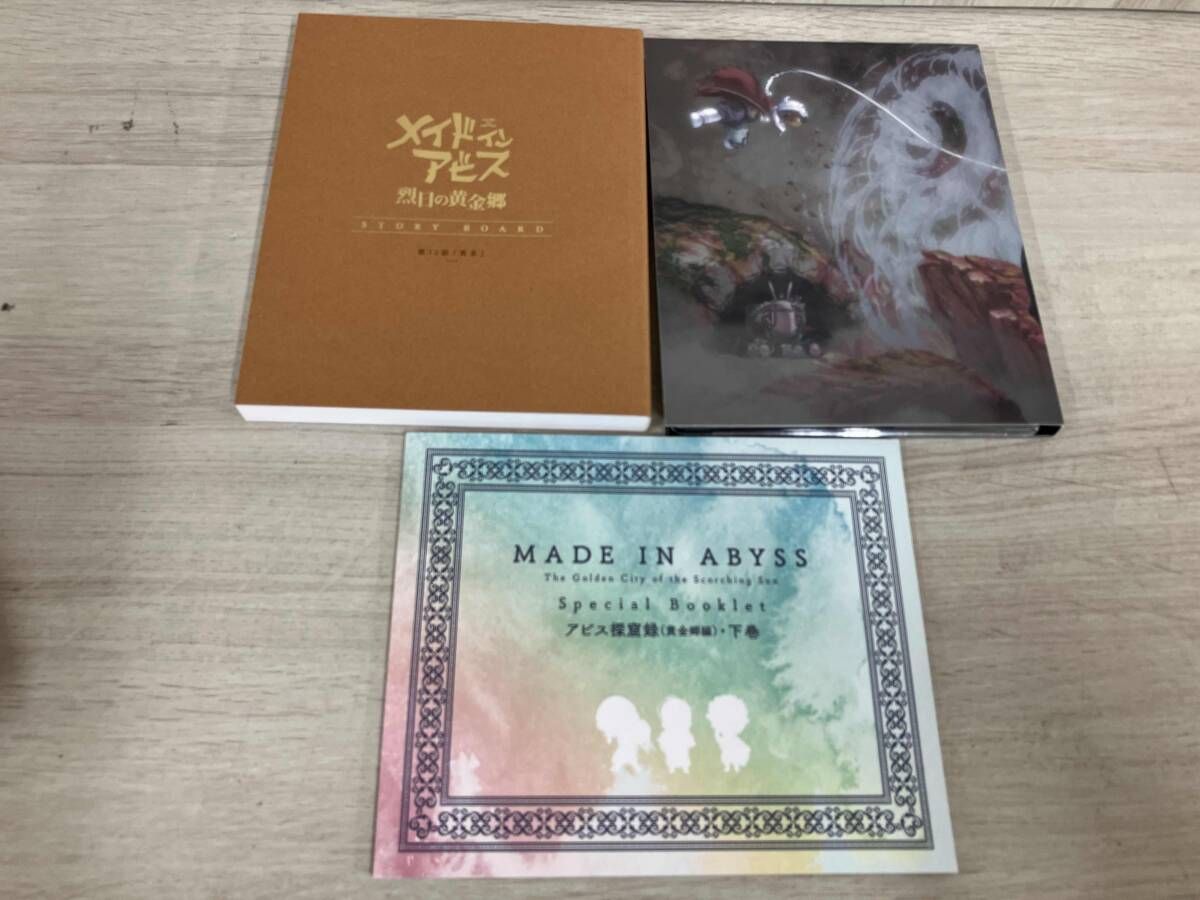 メイドイン
アビス
烈日の黄金郷
STORY BOARD
MADE IN ABYSS
The Golden City of the Scorching Sun
Special Booklet
アビス探窟録(黄金郷編)・下巻